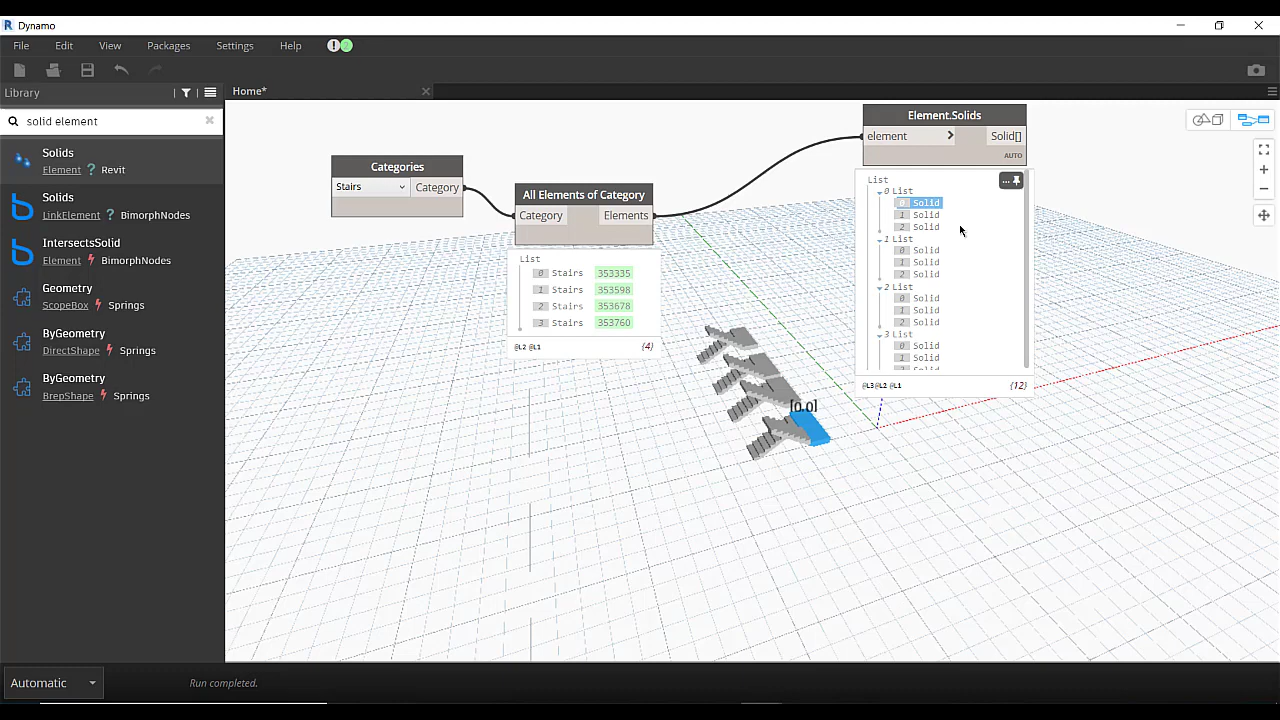 Dynamo
File Edit View Packages Settings Help
Library
Home*
solid element
Solids
Element ? Revit
Solids
LinkElement ? BimorphNodes
IntersectsSolid
Element BimorphNodes
Geometry
ScopeBox Springs
ByGeometry
DirectShape Springs
ByGeometry
BrepShape Springs
Categories
Stairs Category
All Elements of Category
Category Elements
List
0 Stairs 353335
1 Stairs 353598
2 Stairs 353678
3 Stairs 353760
@L2 @L1 {4}
Element.Solids
element > Solid[]
AUTO
List
0 List
0 Solid
1 Solid
2 Solid
1 List
0 Solid
1 Solid
2 Solid
2 List
0 Solid
1 Solid
2 Solid
3 List
0 Solid
1 Solid
@L3 @L2 @L1 {12}
[0,0]
Automatic
Run completed.